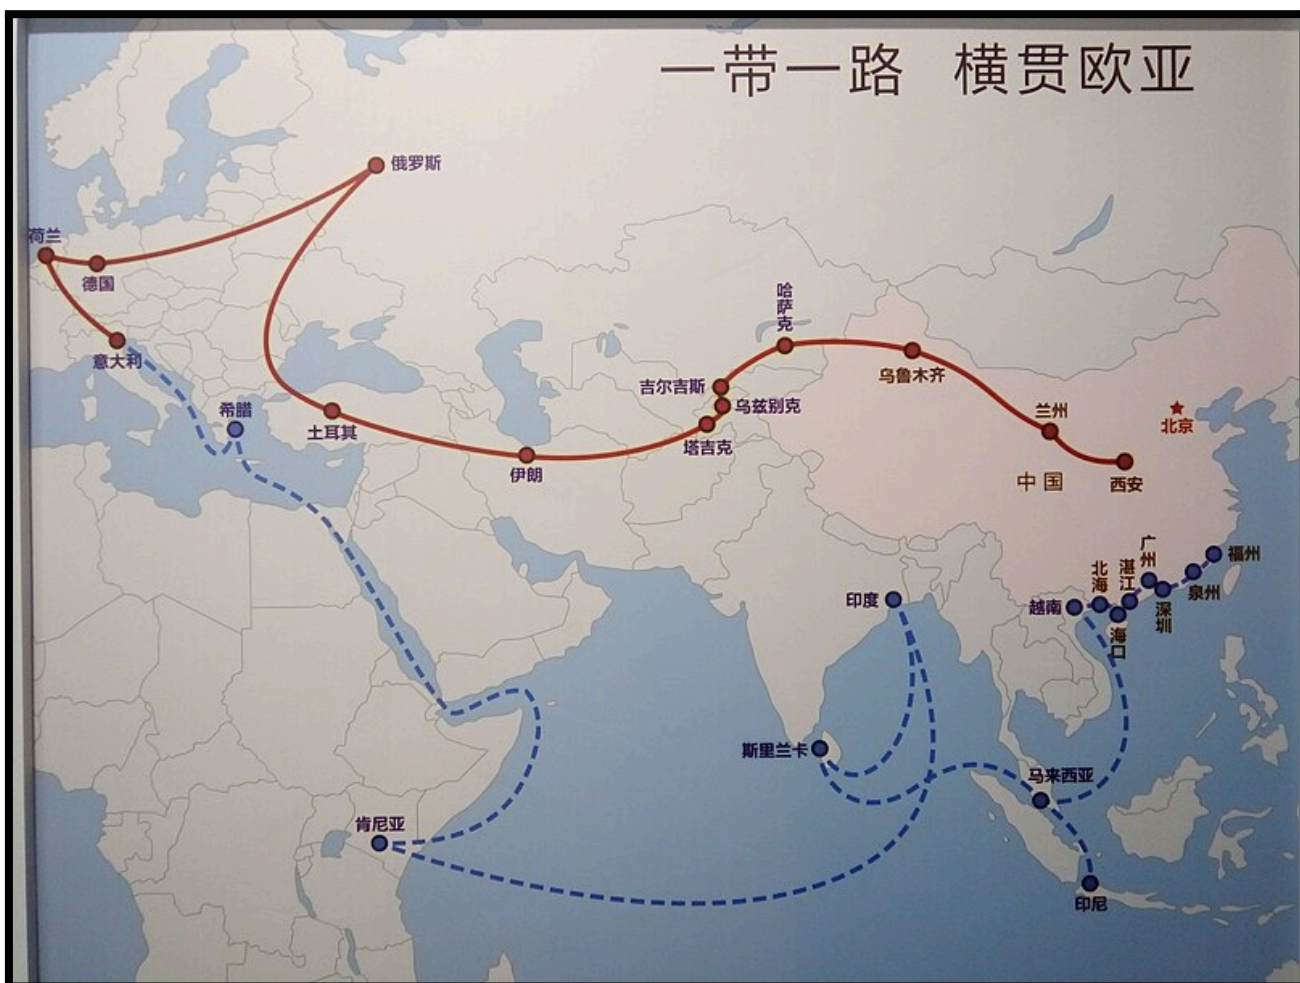 一带一路 横贯欧亚
俄罗斯
荷兰
德国
意大利
希腊
土耳其
伊朗
哈萨克
吉尔吉斯
乌兹别克
塔吉克
乌鲁木齐
兰州
北京
中国
西安
福州
泉州
广州
深圳
湛江
北海
海口
越南
印度
斯里兰卡
马来西亚
肯尼亚
印尼